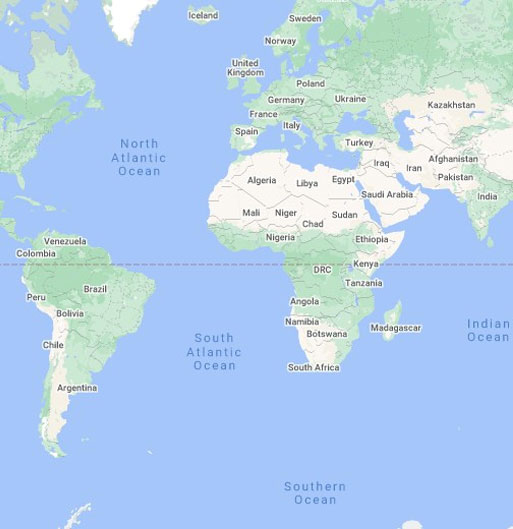 Iceland
Sweden
Norway
United
Kingdom
Poland
Germany
Ukraine
France
Kazakhstan
Italy
Spain
Turkey
North
Atlantic
Ocean
Iraq
Iran
Afghanistan
Pakistan
Algeria
Libya
Egypt
Saudi Arabia
India
Mali
Niger
Chad
Sudan
Nigeria
Ethiopia
Venezuela
Colombia
DRC
Kenya
Tanzania
Brazil
Peru
Bolivia
Angola
Namibia
Botswana
Madagascar
Indian
Ocean
South
Atlantic
Ocean
Chile
South Africa
Argentina
Southern
Ocean